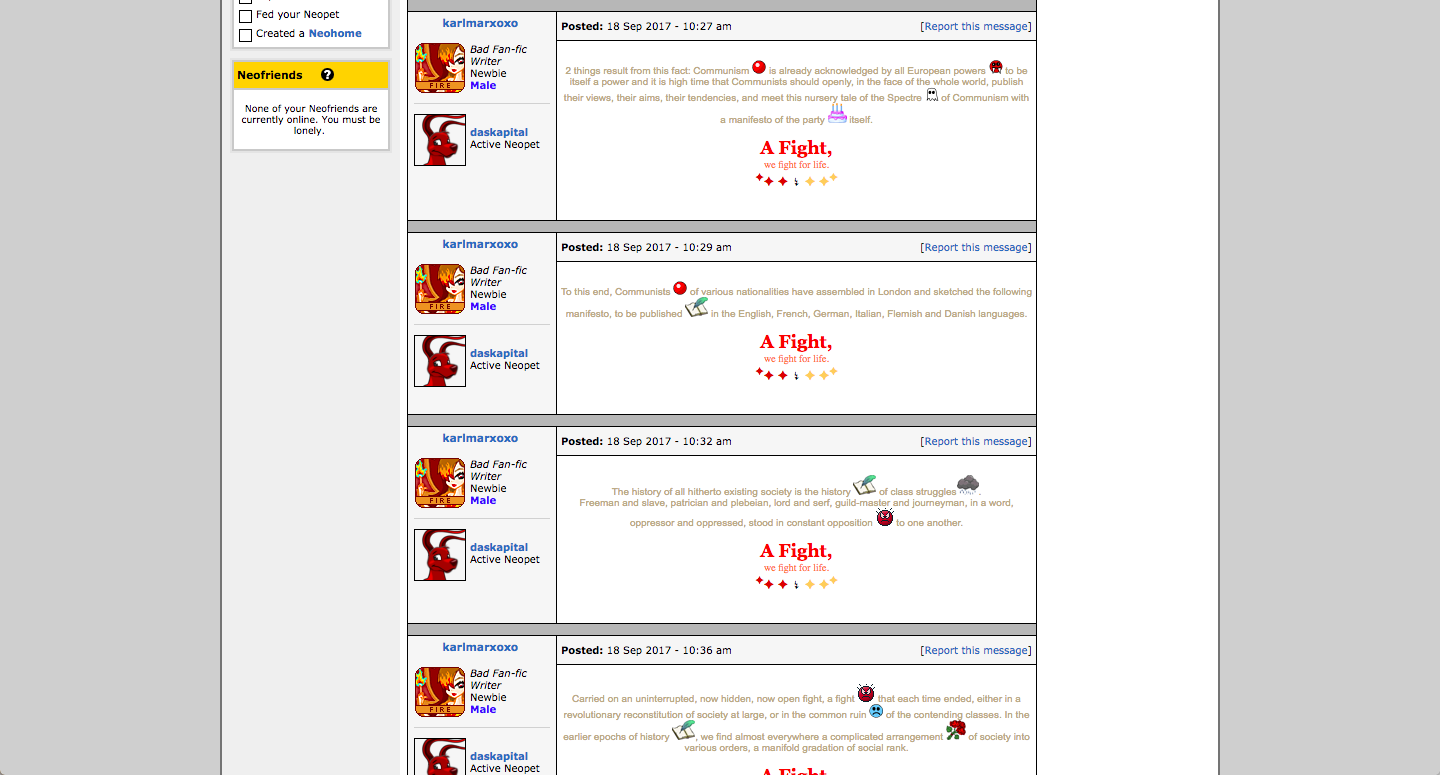 Fed your Neopet
Created a Neohome
Neofriends ?
None of your Neofriends are
currently online. You must be
lonely.
karlmarxoxo
Bad Fan-fic
Writer
Newbie
Male
FIRE
daskapital
Active Neopet
Posted: 18 Sep 2017 - 10:27 am [Report this message]
2 things result from this fact: Communism is already acknowledged by all European powers to be
itself a power and it is high time that Communists should openly, in the face of the whole world, publish
their views, their aims, their tendencies, and meet this nursery tale of the Spectre of Communism with
a manifesto of the party itself.
A Fight,
we fight for life.
karlmarxoxo
Bad Fan-fic
Writer
Newbie
Male
FIRE
daskapital
Active Neopet
Posted: 18 Sep 2017 - 10:29 am [Report this message]
To this end, Communists of various nationalities have assembled in London and sketched the following
manifesto, to be published in the English, French, German, Italian, Flemish and Danish languages.
A Fight,
we fight for life.
karlmarxoxo
Bad Fan-fic
Writer
Newbie
Male
FIRE
daskapital
Active Neopet
Posted: 18 Sep 2017 - 10:32 am [Report this message]
The history of all hitherto existing society is the history of class struggles .
Freeman and slave, patrician and plebeian, lord and serf, guild-master and journeyman, in a word,
oppressor and oppressed, stood in constant opposition to one another.
A Fight,
we fight for life.
karlmarxoxo
Bad Fan-fic
Writer
Newbie
Male
FIRE
daskapital
Active Neopet
Posted: 18 Sep 2017 - 10:36 am [Report this message]
Carried on an uninterrupted, now hidden, now open fight, a fight that each time ended, either in a
revolutionary reconstitution of society at large, or in the common ruin of the contending classes. In the
earlier epochs of history , we find almost everywhere a complicated arrangement of society into
various orders, a manifold gradation of social rank.
A Fight,